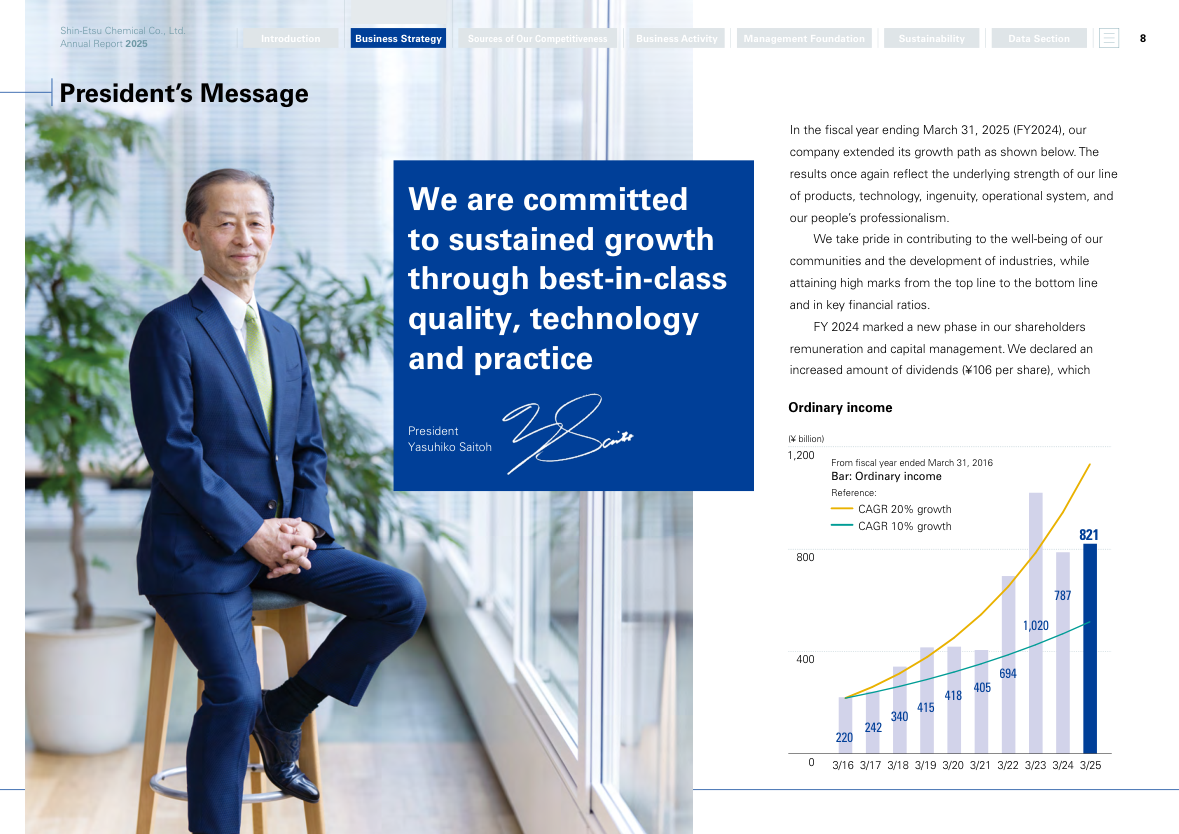 Shin-Etsu Chemical Co., Ltd.
Annual Report 2025
Introduction
Business Strategy
Sources of Our Competitiveness
Business Activity
Management Foundation
Sustainability
Data Section
8
President’s Message
We are committed
to sustained growth
through best-in-class
quality, technology
and practice
President
Yasuhiko Saitoh
In the fiscal year ending March 31, 2025 (FY2024), our
company extended its growth path as shown below. The
results once again reflect the underlying strength of our line
of products, technology, ingenuity, operational system, and
our people’s professionalism.
We take pride in contributing to the well-being of our
communities and the development of industries, while
attaining high marks from the top line to the bottom line
and in key financial ratios.
FY 2024 marked a new phase in our shareholders
remuneration and capital management. We declared an
increased amount of dividends (¥106 per share), which
Ordinary income
(¥ billion)
1,200
800
400
0
From fiscal year ended March 31, 2016
Bar: Ordinary income
Reference:
CAGR 20% growth
CAGR 10% growth
220
242
340
415
418
405
694
1,020
787
821
3/16 3/17 3/18 3/19 3/20 3/21 3/22 3/23 3/24 3/25